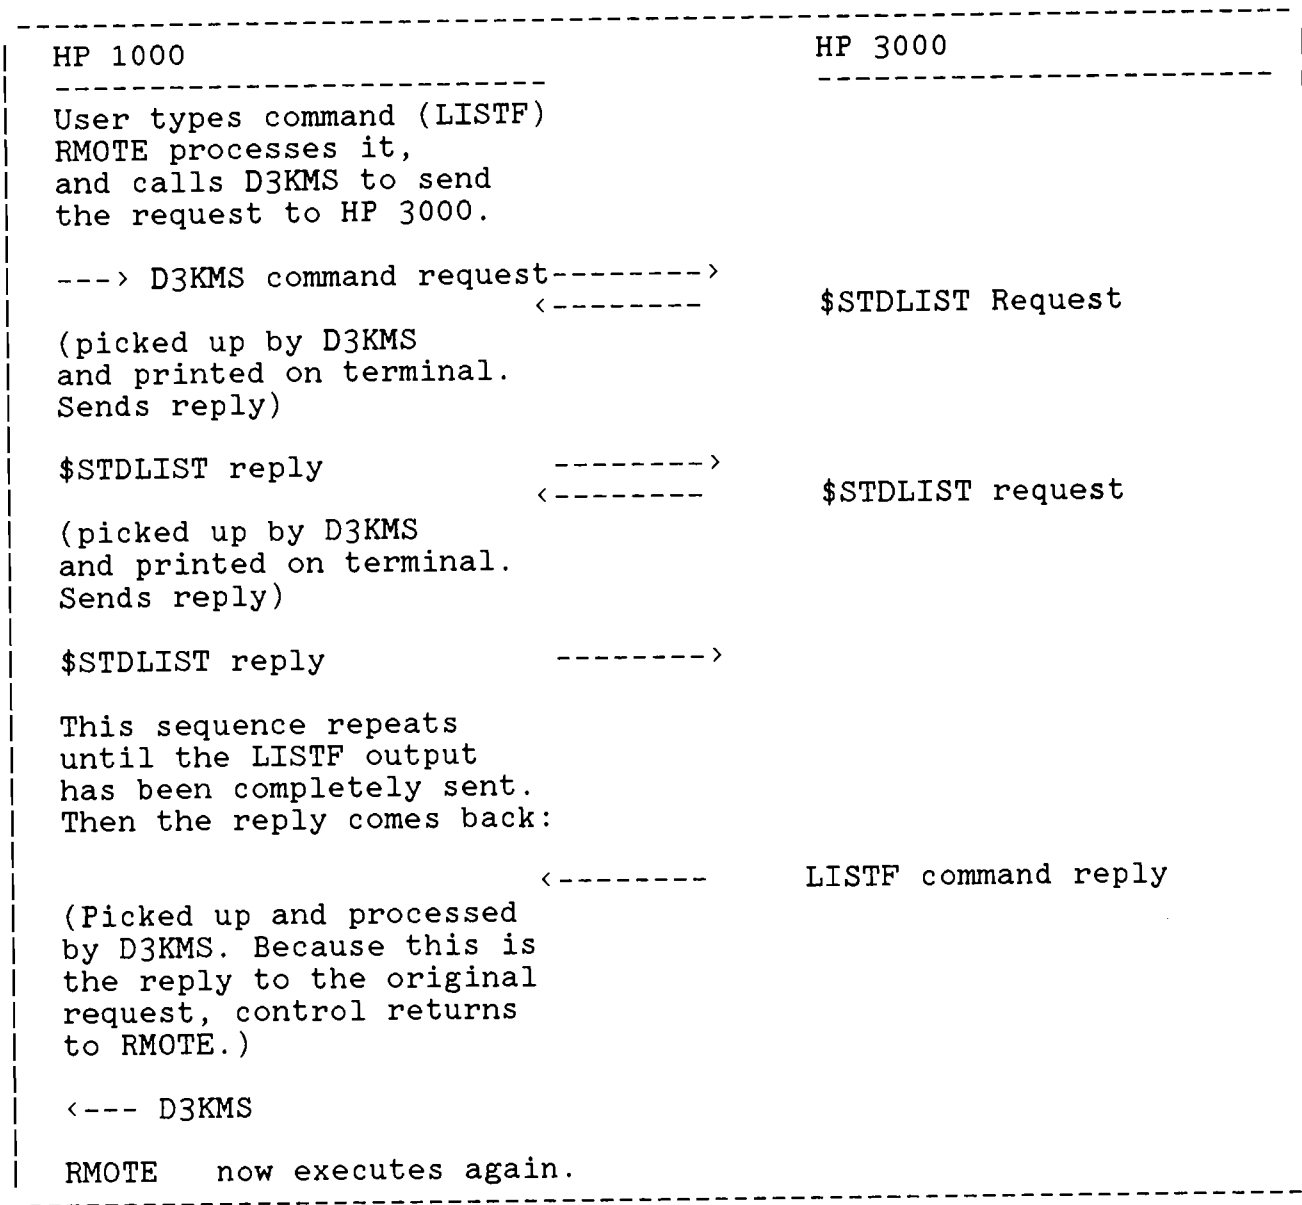 HP 1000                                 HP 3000
User types command (LISTF)
RMOTE processes it,
and calls D3KMS to send
the request to HP 3000.
---> D3KMS command request-------->
<--------      $STDLIST Request
(picked up by D3KMS
and printed on terminal.
Sends reply)
$STDLIST reply            -------->
<--------      $STDLIST request
(picked up by D3KMS
and printed on terminal.
Sends reply)
$STDLIST reply            -------->
This sequence repeats
until the LISTF output
has been completely sent.
Then the reply comes back:
<--------     LISTF command reply
(Picked up and processed
by D3KMS. Because this is
the reply to the original
request, control returns
to RMOTE.)
<--- D3KMS
RMOTE   now executes again.